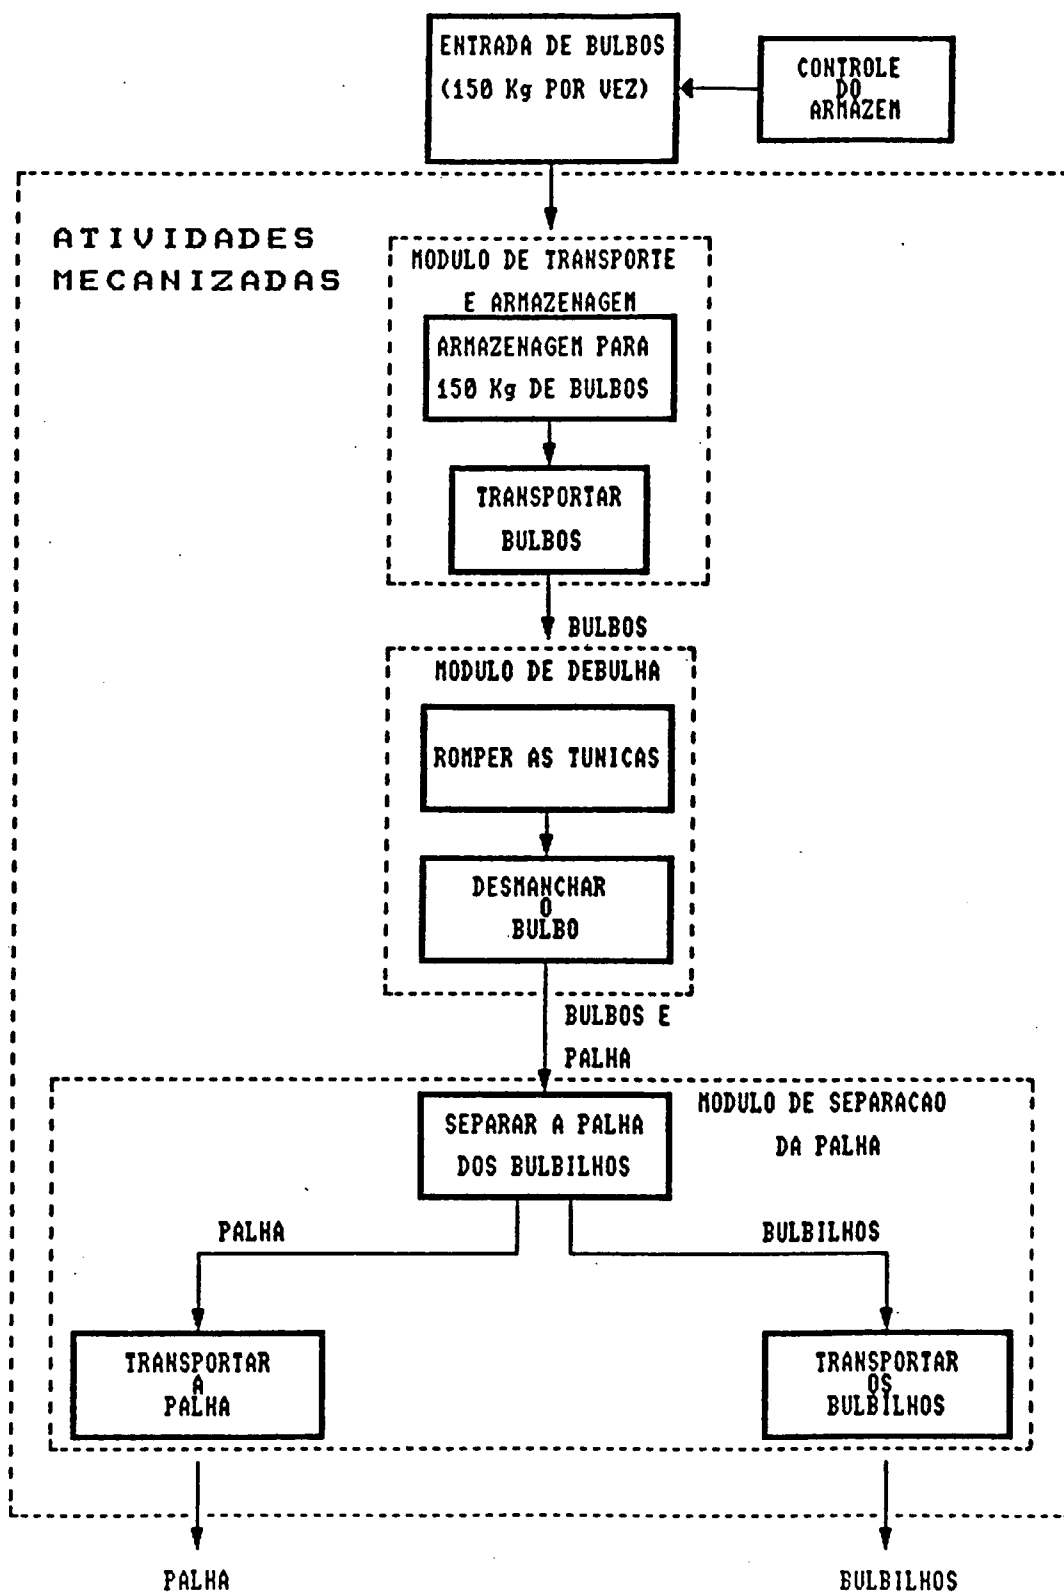 ENTRADA DE BULBOS
(150 Kg POR VEZ)
CONTROLE
DO
ARMAZEM
ATIVIDADES
MECANIZADAS
MODULO DE TRANSPORTE
E ARMAZENAGEM
ARMAZENAGEM PARA
150 Kg DE BULBOS
TRANSPORTAR
BULBOS
BULBOS
MODULO DE DEBULHA
ROMPER AS TUNICAS
DESMANCHAR
O
BULBO
BULBOS E
PALHA
MODULO DE SEPARACAO
DA PALHA
SEPARAR A PALHA
DOS BULBILHOS
PALHA
BULBILHOS
TRANSPORTAR
A
PALHA
TRANSPORTAR
OS
BULBILHOS
PALHA
BULBILHOS